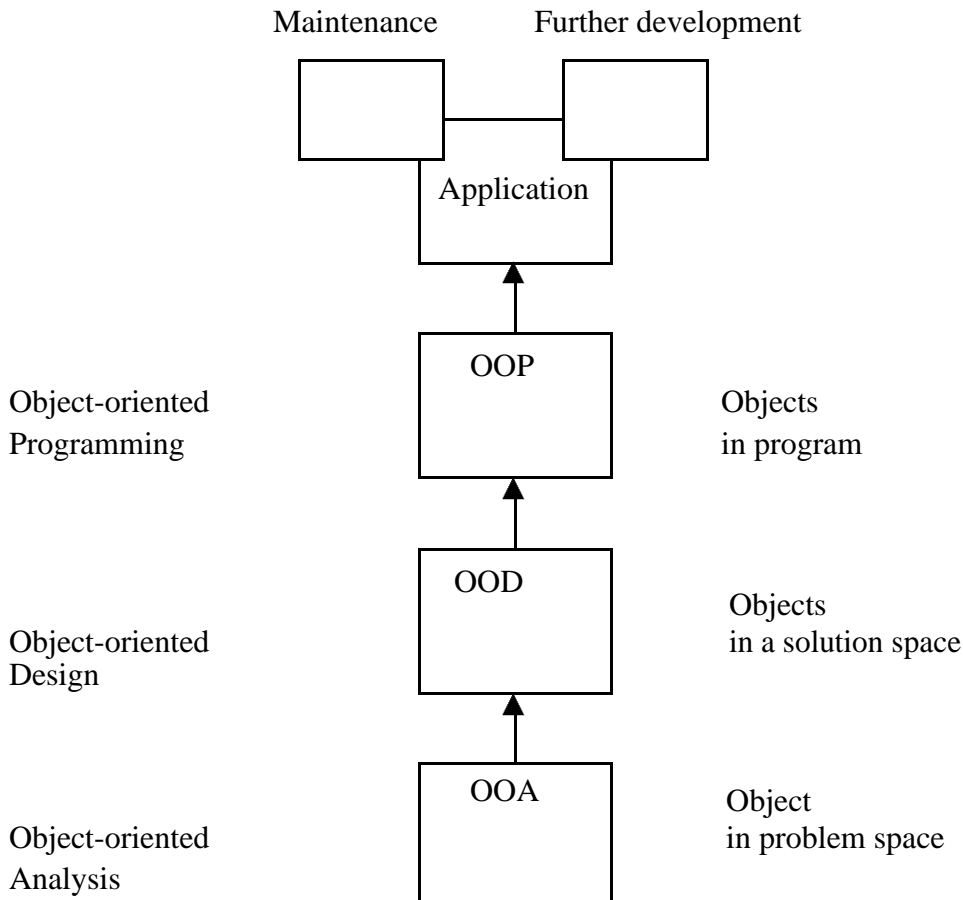 Maintenance
Further development
Application
OOP
Object-oriented
Programming
Objects
in program
OOD
Object-oriented
Design
Objects
in a solution space
OOA
Object-oriented
Analysis
Object
in problem space